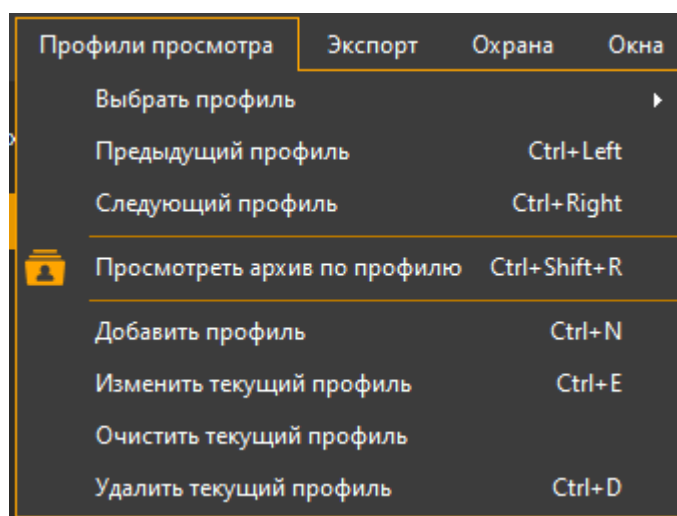 Профили просмотра Экспорт Охрана Окна
Выбрать профиль
Предыдущий профиль Ctrl+Left
Следующий профиль Ctrl+Right
Просмотреть архив по профилю Ctrl+Shift+R
Добавить профиль Ctrl+N
Изменить текущий профиль Ctrl+E
Очистить текущий профиль
Удалить текущий профиль Ctrl+D